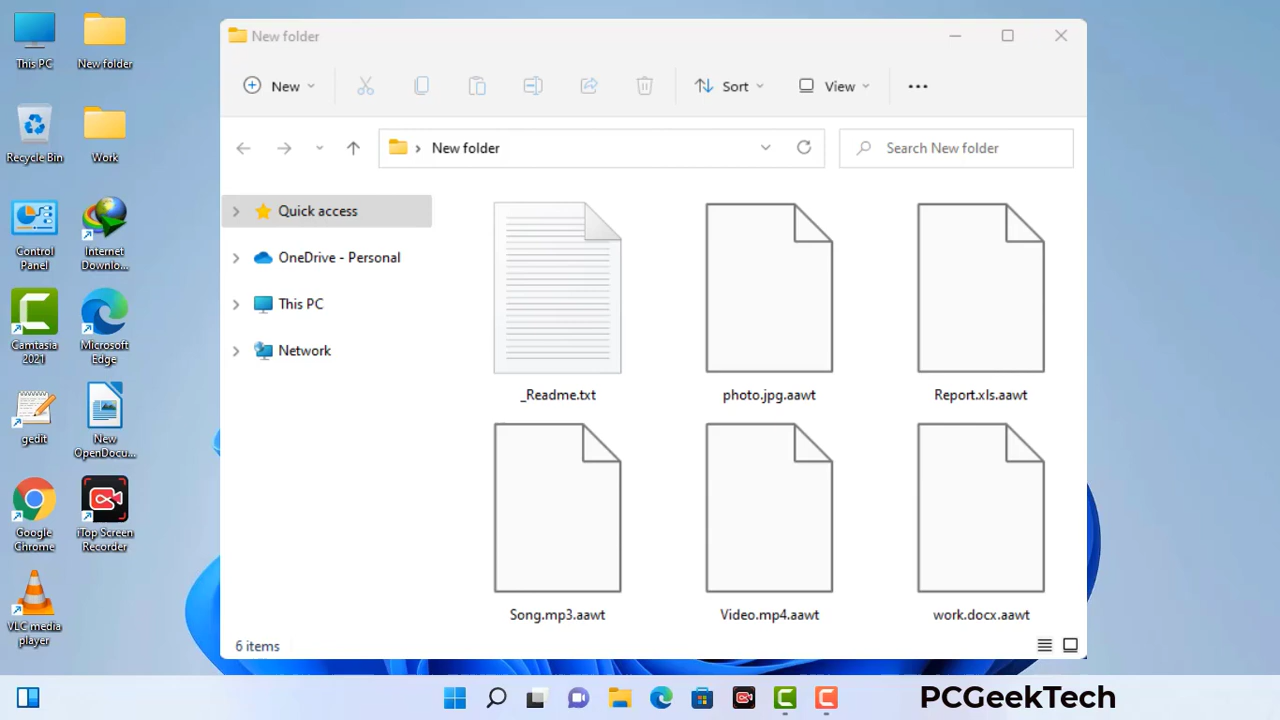 This PC
New folder
Recycle Bin
Work
Control
Panel
Internet
Downlo...
Camtasia
2021
Microsoft
Edge
gedit
New
OpenDocu...
Google
Chrome
iTop Screen
Recorder
VLC media
player
New folder
New
Sort
View
New folder
Search New folder
Quick access
OneDrive - Personal
This PC
Network
_Readme.txt
photo.jpg.aawt
Report.xls.aawt
Song.mp3.aawt
Video.mp4.aawt
work.docx.aawt
6 items
PCGeekTech